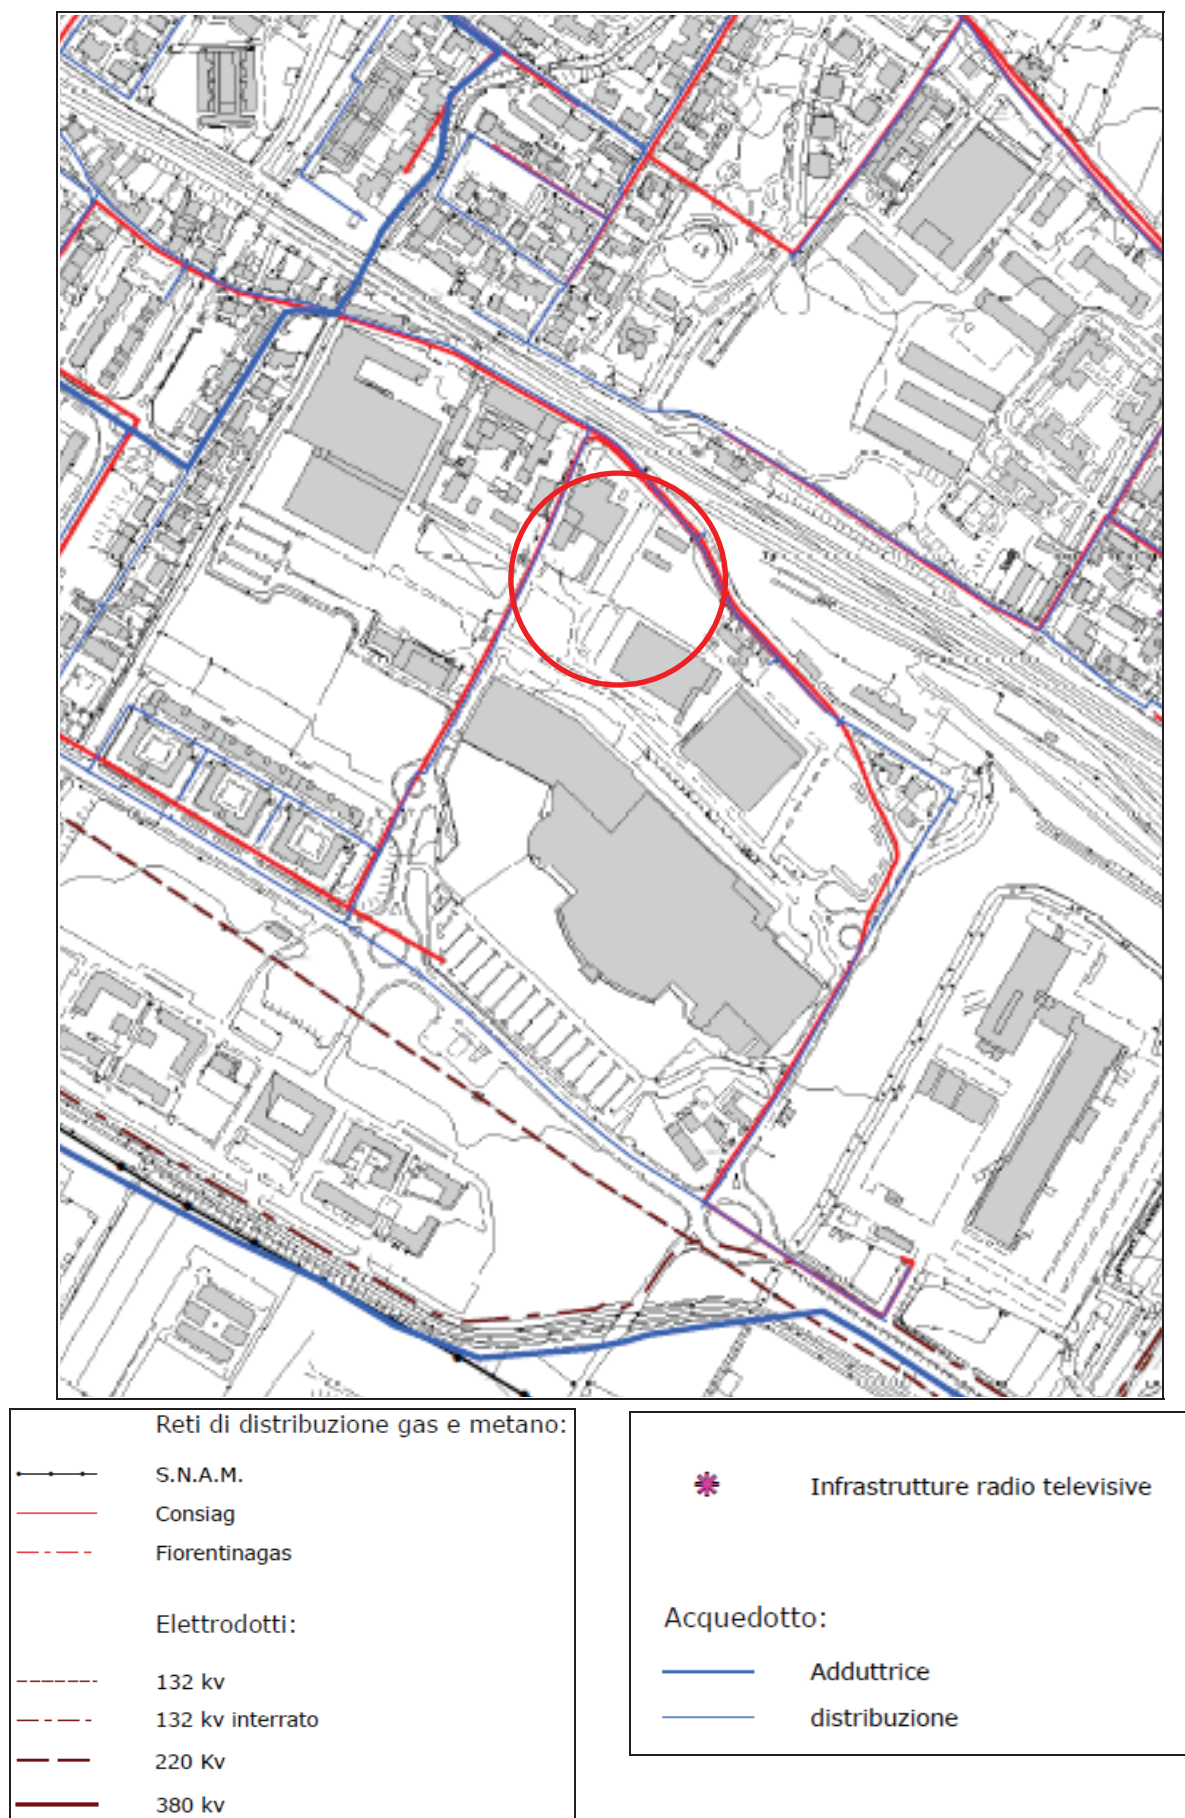 Reti di distribuzione gas e metano:
S.N.A.M.
Consiag
Fiorentinagas
Elettrodotti:
132 kv
132 kv interrato
220 Kv
380 kv
Infrastrutture radio televisive
Acquedotto:
Adduttrice
distribuzione